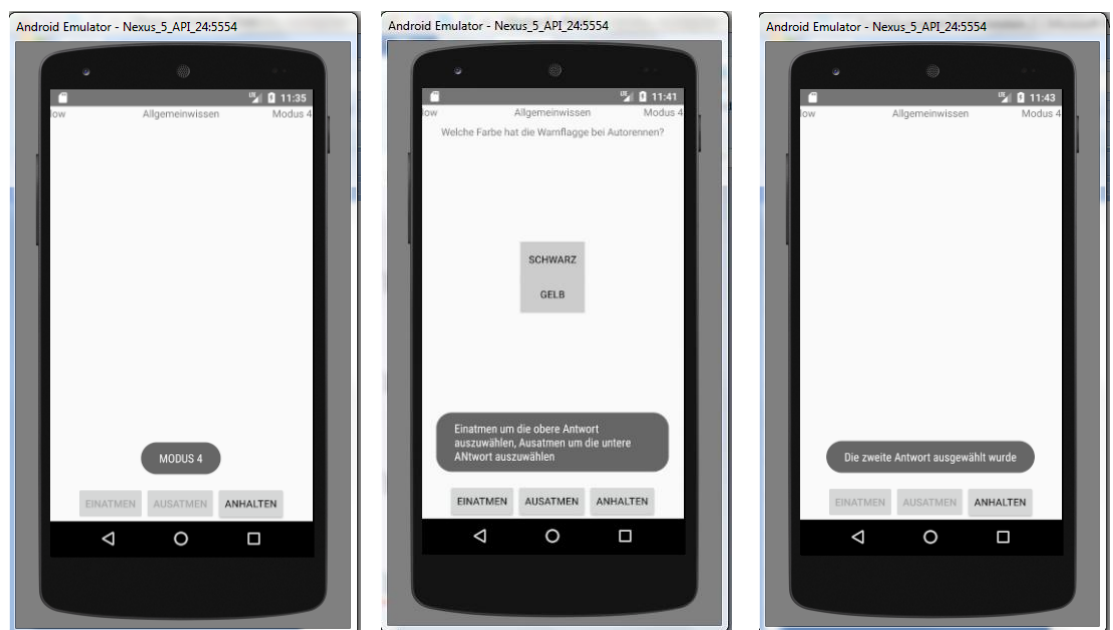 Android Emulator - Nexus_5_API_24:5554
11:35
low Allgemeinwissen Modus 4
MODUS 4
EINATMEN AUSATMEN ANHALTEN
Android Emulator - Nexus_5_API_24:5554
11:41
low Allgemeinwissen Modus 4
Welche Farbe hat die Warnflagge bei Autorennen?
SCHWARZ
GELB
Einatmen um die obere Antwort
auszuwählen, Ausatmen um die untere
ANtwort auszuwählen
EINATMEN AUSATMEN ANHALTEN
Android Emulator - Nexus_5_API_24:5554
11:43
low Allgemeinwissen Modus 4
Die zweite Antwort ausgewählt wurde
EINATMEN AUSATMEN ANHALTEN